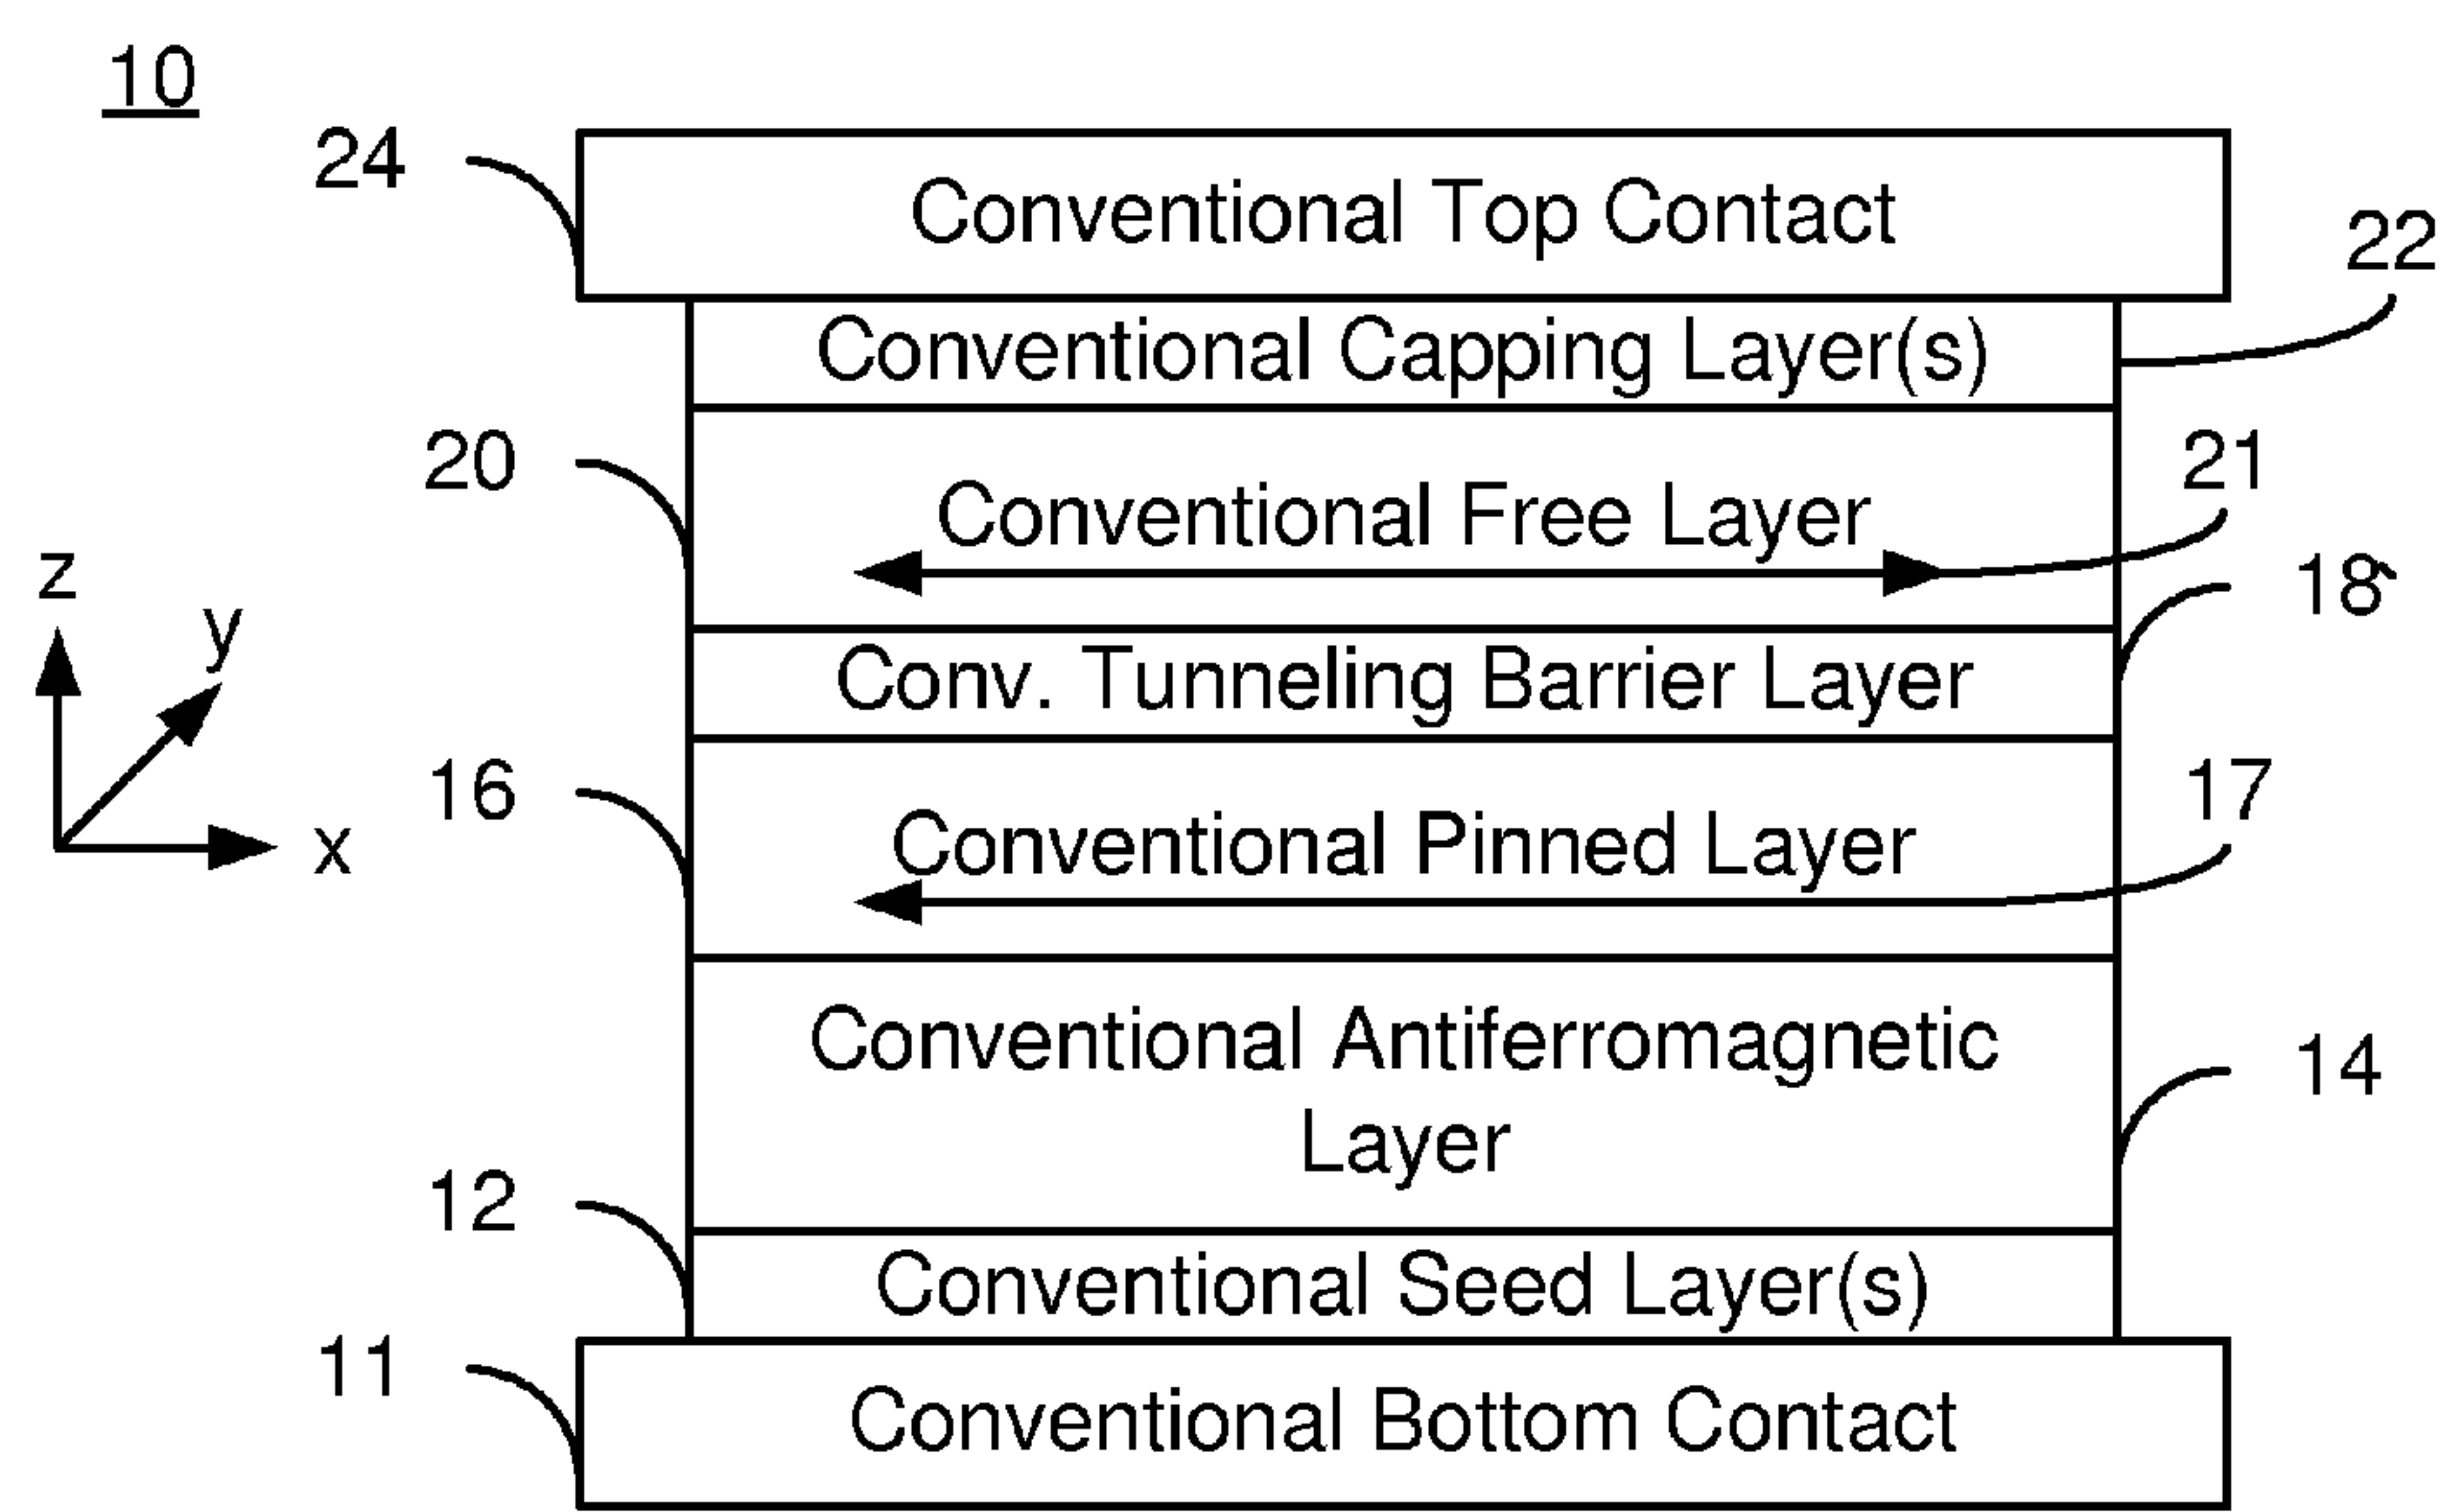 10
24
Conventional Top Contact
22
Conventional Capping Layer(s)
20
21
Conventional Free Layer
z
18
y
Conv. Tunneling Barrier Layer
16
17
Conventional Pinned Layer
x
Conventional Antiferromagnetic
Layer
14
12
Conventional Seed Layer(s)
11
Conventional Bottom Contact